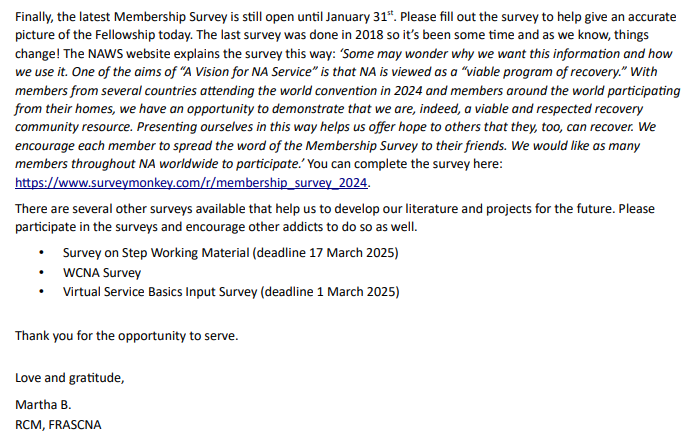 Finally, the latest Membership Survey is still open until January 31st. Please fill out the survey to help give an accurate
picture of the Fellowship today. The last survey was done in 2018 so it's been some time and as we know, things
change! The NAWS website explains the survey this way: 'Some may wonder why we want this information and how
we use it. One of the aims of "A Vision for NA Service" is that NA is viewed as a "viable program of recovery." With
members from several countries attending the world convention in 2024 and members around the world participating
from their homes, we have an opportunity to demonstrate that we are, indeed, a viable and respected recovery
community resource. Presenting ourselves in this way helps us offer hope to others that they, too, can recover. We
encourage each member to spread the word of the Membership Survey to their friends. We would like as many
members throughout NA worldwide to participate.' You can complete the survey here:
https://www.surveymonkey.com/r/membership_survey_2024.
There are several other surveys available that help us to develop our literature and projects for the future. Please
participate in the surveys and encourage other addicts to do so as well.
• Survey on Step Working Material (deadline 17 March 2025)
• WCNA Survey
• Virtual Service Basics Input Survey (deadline 1 March 2025)
Thank you for the opportunity to serve.
Love and gratitude,
Martha B.
RCM, FRASCNA